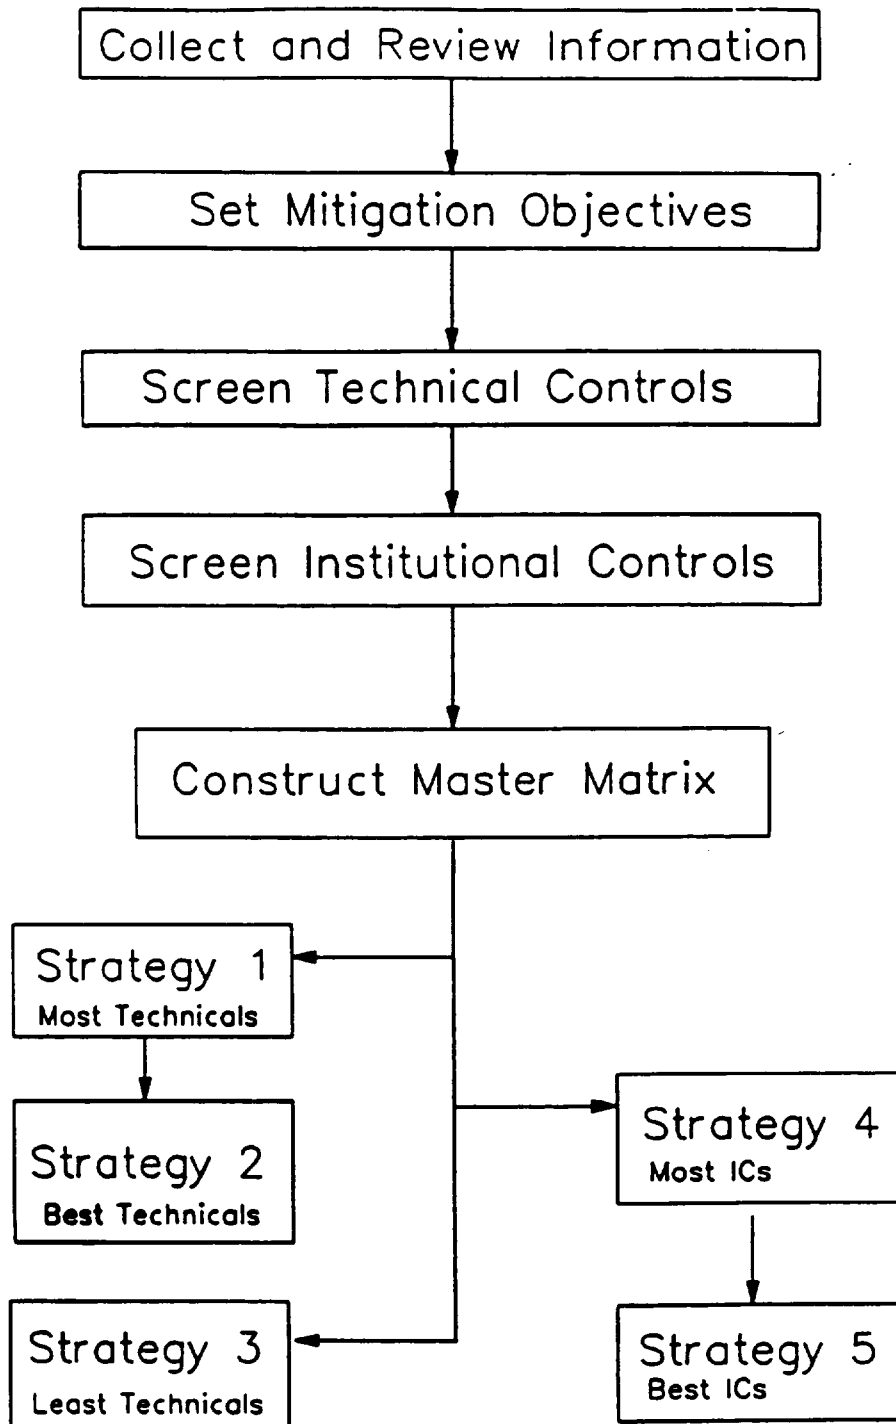 Collect and Review Information
Set Mitigation Objectives
Screen Technical Controls
Screen Institutional Controls
Construct Master Matrix
Strategy 1
Most Technicals
Strategy 2
Best Technicals
Strategy 3
Least Technicals
Strategy 4
Most ICs
Strategy 5
Best ICs